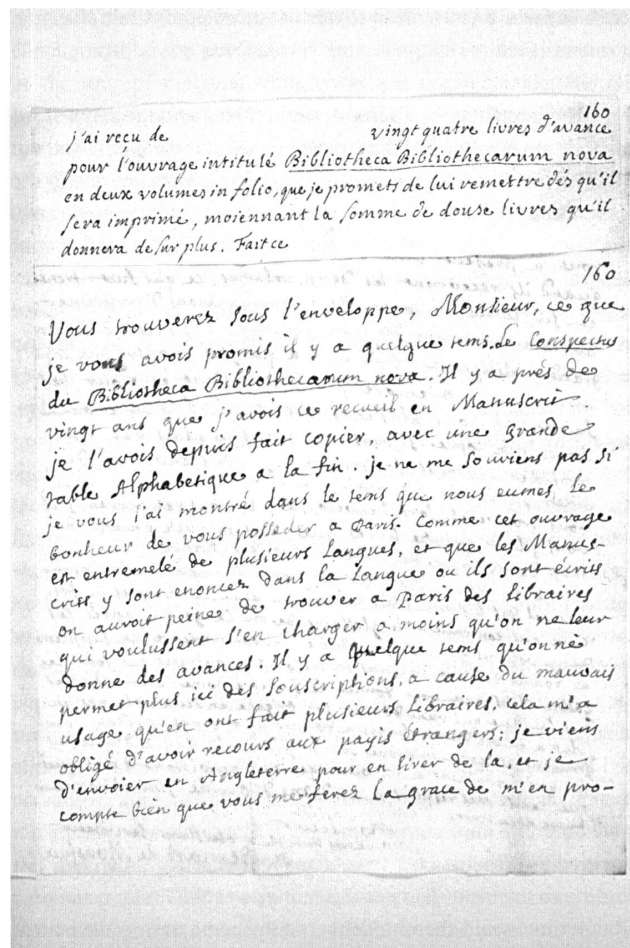 160
j'ai recu de vingt quatre livres d'avance
pour l'ouvrage intitulé Bibliotheca Bibliothecarum nova
en deux volumes in folio, que je promets de lui remettre dés qu'il
sera imprimé, moiennant la somme de douse livres qu'il
donnera de sur plus. Fait ce
160
Vous trouverez sous l'enveloppe, Monsieur, ce que
je vous avois promis il y a quelque tems. Le Conspectus
du Bibliotheca Bibliothecarum nova. Il y a prés de
vingt ans que j'avois ce recueil en Manuscrit
je l'avois depuis fait copier, avec une grande
table Alphabetique a la fin. je ne me souviens pas si
je vous l'ai montré dans le tems que nous eumes le
bonheur de vous posseder a Paris. Comme cet ouvrage
est entremelé de plusieurs Langues, et que les Manus-
crits y sont enoncez dans la Langue ou ils sont écrits
on auroit peine de trouver a Paris des libraires
qui voulussent s'en charger a moins qu'on ne leur
donne des avances. Il y a quelque tems qu'on ne
permet plus ici des souscriptions, a cause du mauvais
usage qu'en ont fait plusieurs Libraires, cela m'a
obligé d'avoir recours aux payis étrangers; je viens
d'envoier en Angleterre pour en tirer de la, et je
compte bien que vous me ferez la grace de m'en pro-